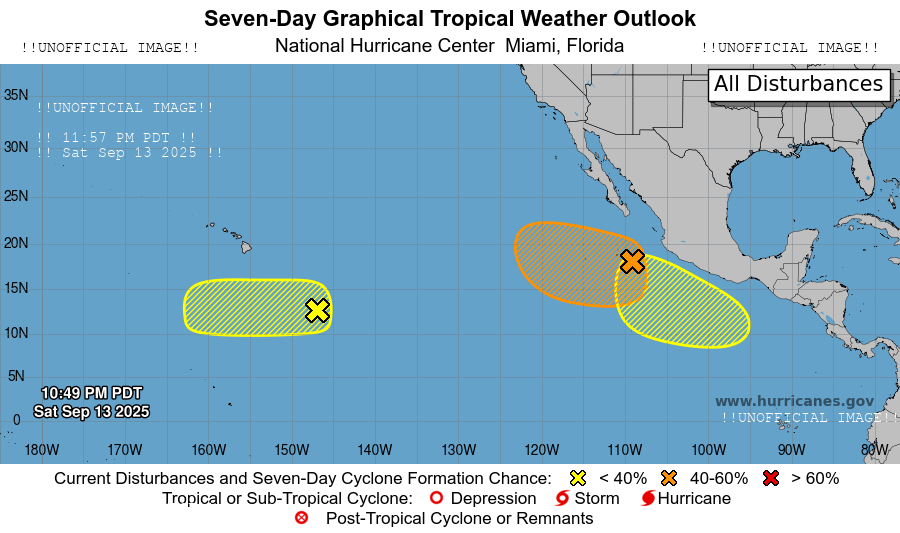 Seven-Day Graphical Tropical Weather Outlook
!!UNOFFICIAL IMAGE!! National Hurricane Center Miami, Florida !!UNOFFICIAL IMAGE!!
All Disturbances
35N
!!UNOFFICIAL IMAGE!!
!! 11:57 PM PDT !!
30N
!! Sat Sep 13 2025 !!
25N
20N
15N
10N
5N
10:49 PM PDT
Sat Sep 13 2025
www.hurricanes.gov
!!UNOFFICIAL IMAGE!!
0
180W 170W 160W 150W 140W 130W 120W 110W 100W 90W 80W
Current Disturbances and Seven-Day Cyclone Formation Chance: < 40% 40-60% > 60%
Tropical or Sub-Tropical Cyclone: Depression Storm Hurricane
Post-Tropical Cyclone or Remnants